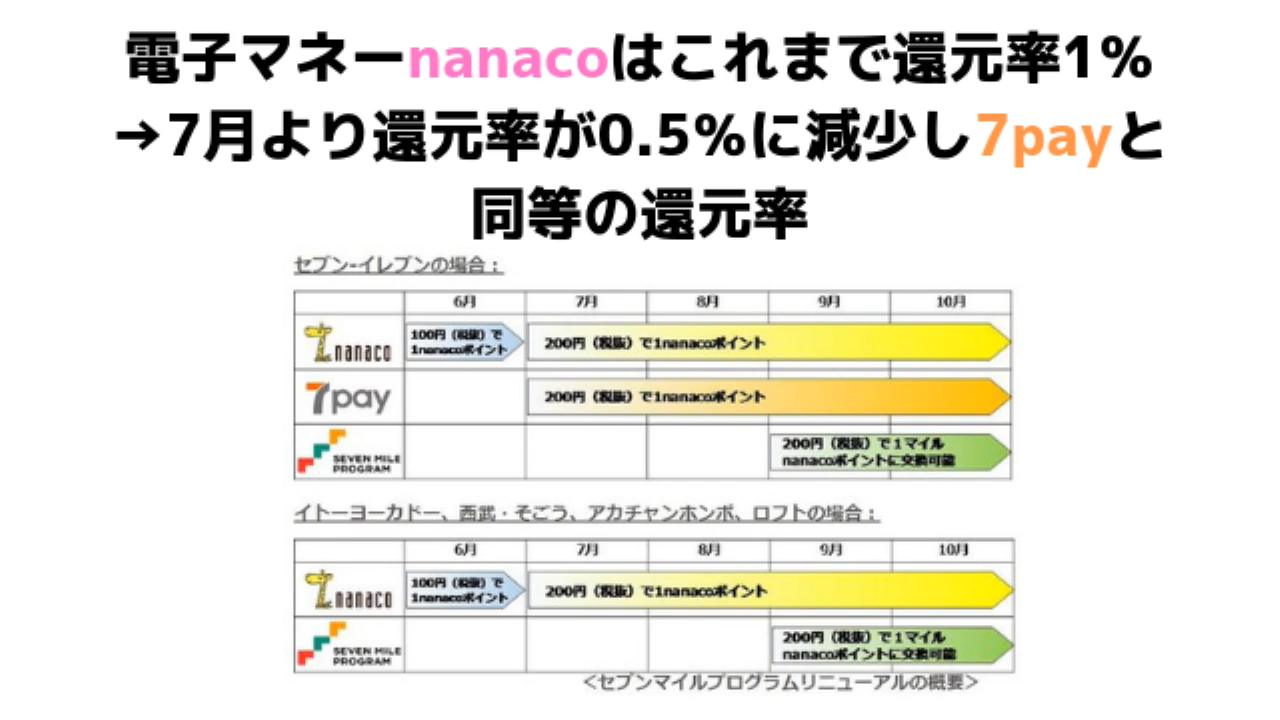 電子マネーnanacoはこれまで還元率1%
→7月より還元率が0.5%に減少し7payと
同等の還元率
セブン-イレブンの場合：
6月 7月 8月 9月 10月
nanaco
100円（税抜）で
1nanacoポイント
200円（税抜）で1nanacoポイント
7pay
200円（税抜）で1nanacoポイント
SEVEN MILE
PROGRAM
200円（税抜）で1マイル
nanacoポイントに交換可能
イトーヨーカドー、西武・そごう、アカチャンホンポ、ロフトの場合：
6月 7月 8月 9月 10月
nanaco
100円（税抜）で
1nanacoポイント
200円（税抜）で1nanacoポイント
SEVEN MILE
PROGRAM
200円（税抜）で1マイル
nanacoポイントに交換可能
＜セブンマイルプログラムリニューアルの概要＞